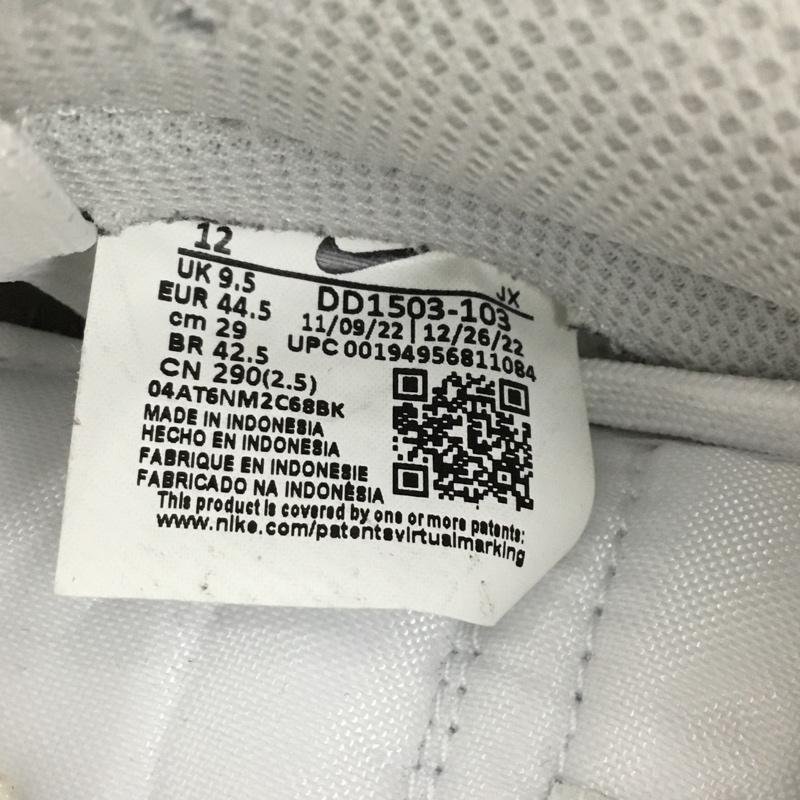 12
JX
UK 9.5
EUR 44.5
cm 29
BR 42.5
CN 290(2.5)
DD1503-103
11/09/22 | 12/26/22
UPC 00194956811084
04AT6NM2C68BK
MADE IN INDONESIA
HECHO EN INDONESIA
FABRIQUE EN INDONESIE
FABRICADO NA INDONÉSIA
This product is covered by one or more patents:
www.nike.com/patentsvirtualmarking